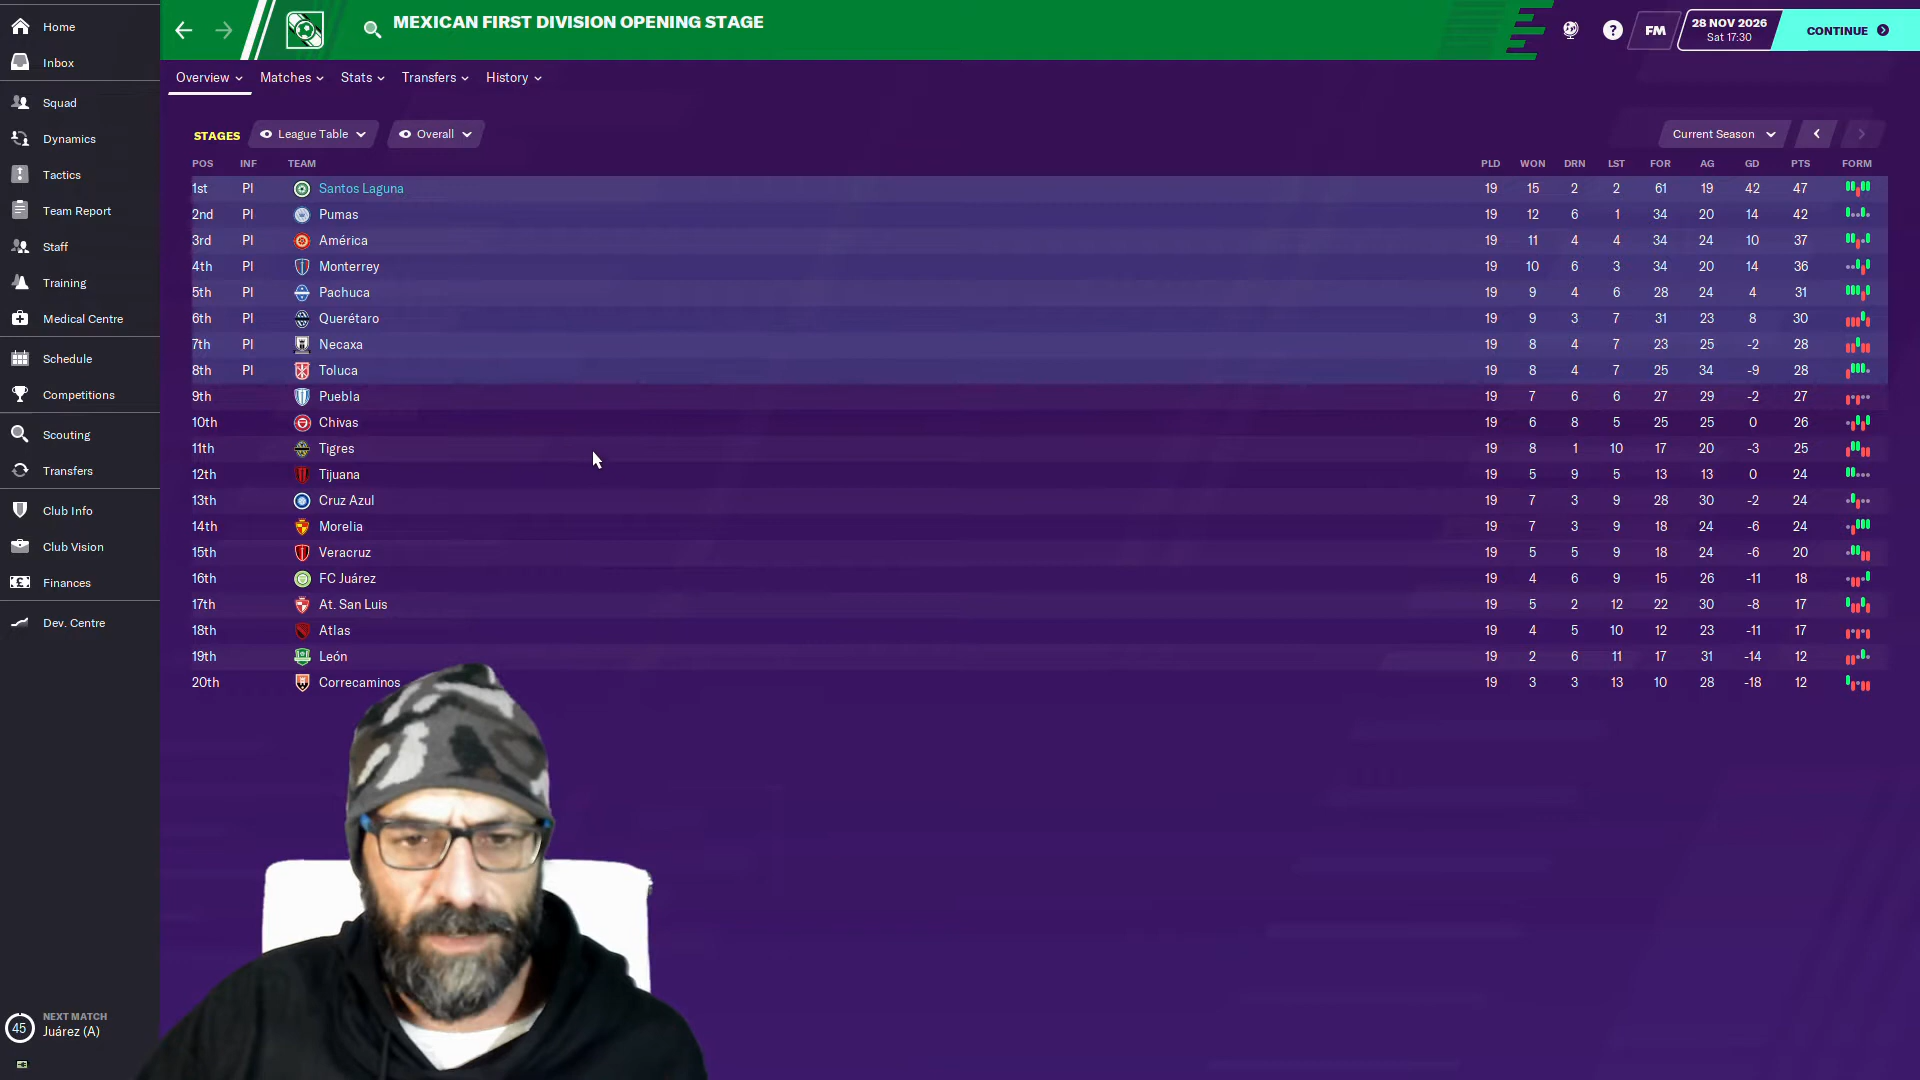 Home
Inbox
Squad
Dynamics
Tactics
Team Report
Staff
Training
Medical Centre
Schedule
Competitions
Scouting
Transfers
Club Info
Club Vision
Finances
Dev. Centre
45 NEXT MATCH
Juárez (A)
MEXICAN FIRST DIVISION OPENING STAGE
? FM 28 NOV 2026
Sat 17:30
CONTINUE
Overview Matches Stats Transfers History
STAGES League Table Overall Current Season
POS INF TEAM PLD WON DRN LST FOR AG GD PTS FORM
1st Pl Santos Laguna 19 15 2 2 61 19 42 47
2nd Pl Pumas 19 12 6 1 34 20 14 42
3rd Pl América 19 11 4 4 34 24 10 37
4th Pl Monterrey 19 10 6 3 34 20 14 36
5th Pl Pachuca 19 9 4 6 28 24 4 31
6th Pl Querétaro 19 9 3 7 31 23 8 30
7th Pl Necaxa 19 8 4 7 23 25 -2 28
8th Pl Toluca 19 8 4 7 25 34 -9 28
9th Puebla 19 7 6 6 27 29 -2 27
10th Chivas 19 6 8 5 25 25 0 26
11th Tigres 19 8 1 10 17 20 -3 25
12th Tijuana 19 5 9 5 13 13 0 24
13th Cruz Azul 19 7 3 9 28 30 -2 24
14th Morelia 19 7 3 9 18 24 -6 24
15th Veracruz 19 5 5 9 18 24 -6 20
16th FC Juárez 19 4 6 9 15 26 -11 18
17th At. San Luis 19 5 2 12 22 30 -8 17
18th Atlas 19 4 5 10 12 23 -11 17
19th León 19 2 6 11 17 31 -14 12
20th Correcaminos 19 3 3 13 10 28 -18 12